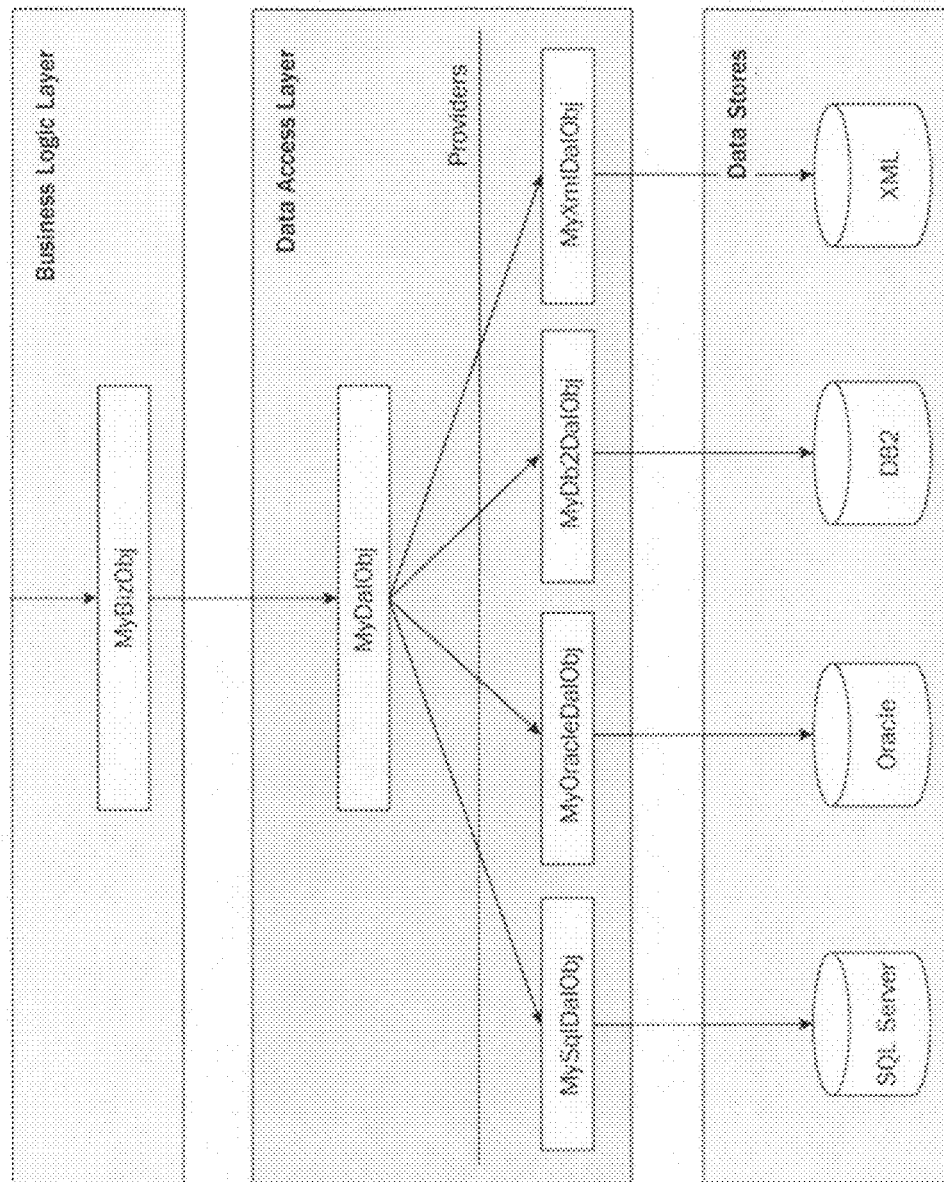 Business Logic Layer
MyBizObj
Data Access Layer
MyDalObj
Providers
MySqlDalObj
MyOracleDalObj
MyDb2DalObj
MyXmlDalObj
Data Stores
SQL Server
Oracle
DB2
XML